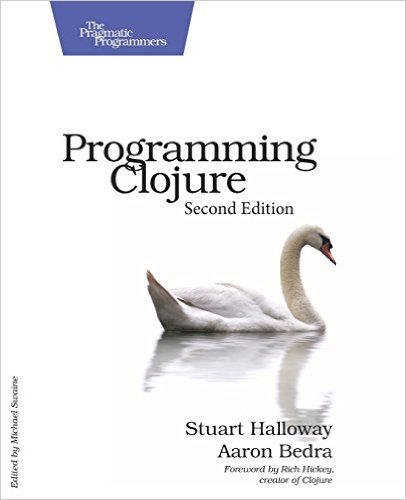 The
Pragmatic
Programmers
Programming
Clojure
Second Edition
Stuart Halloway
Aaron Bedra
Foreword by Rich Hickey,
creator of Clojure
Edited by Michael Swaine